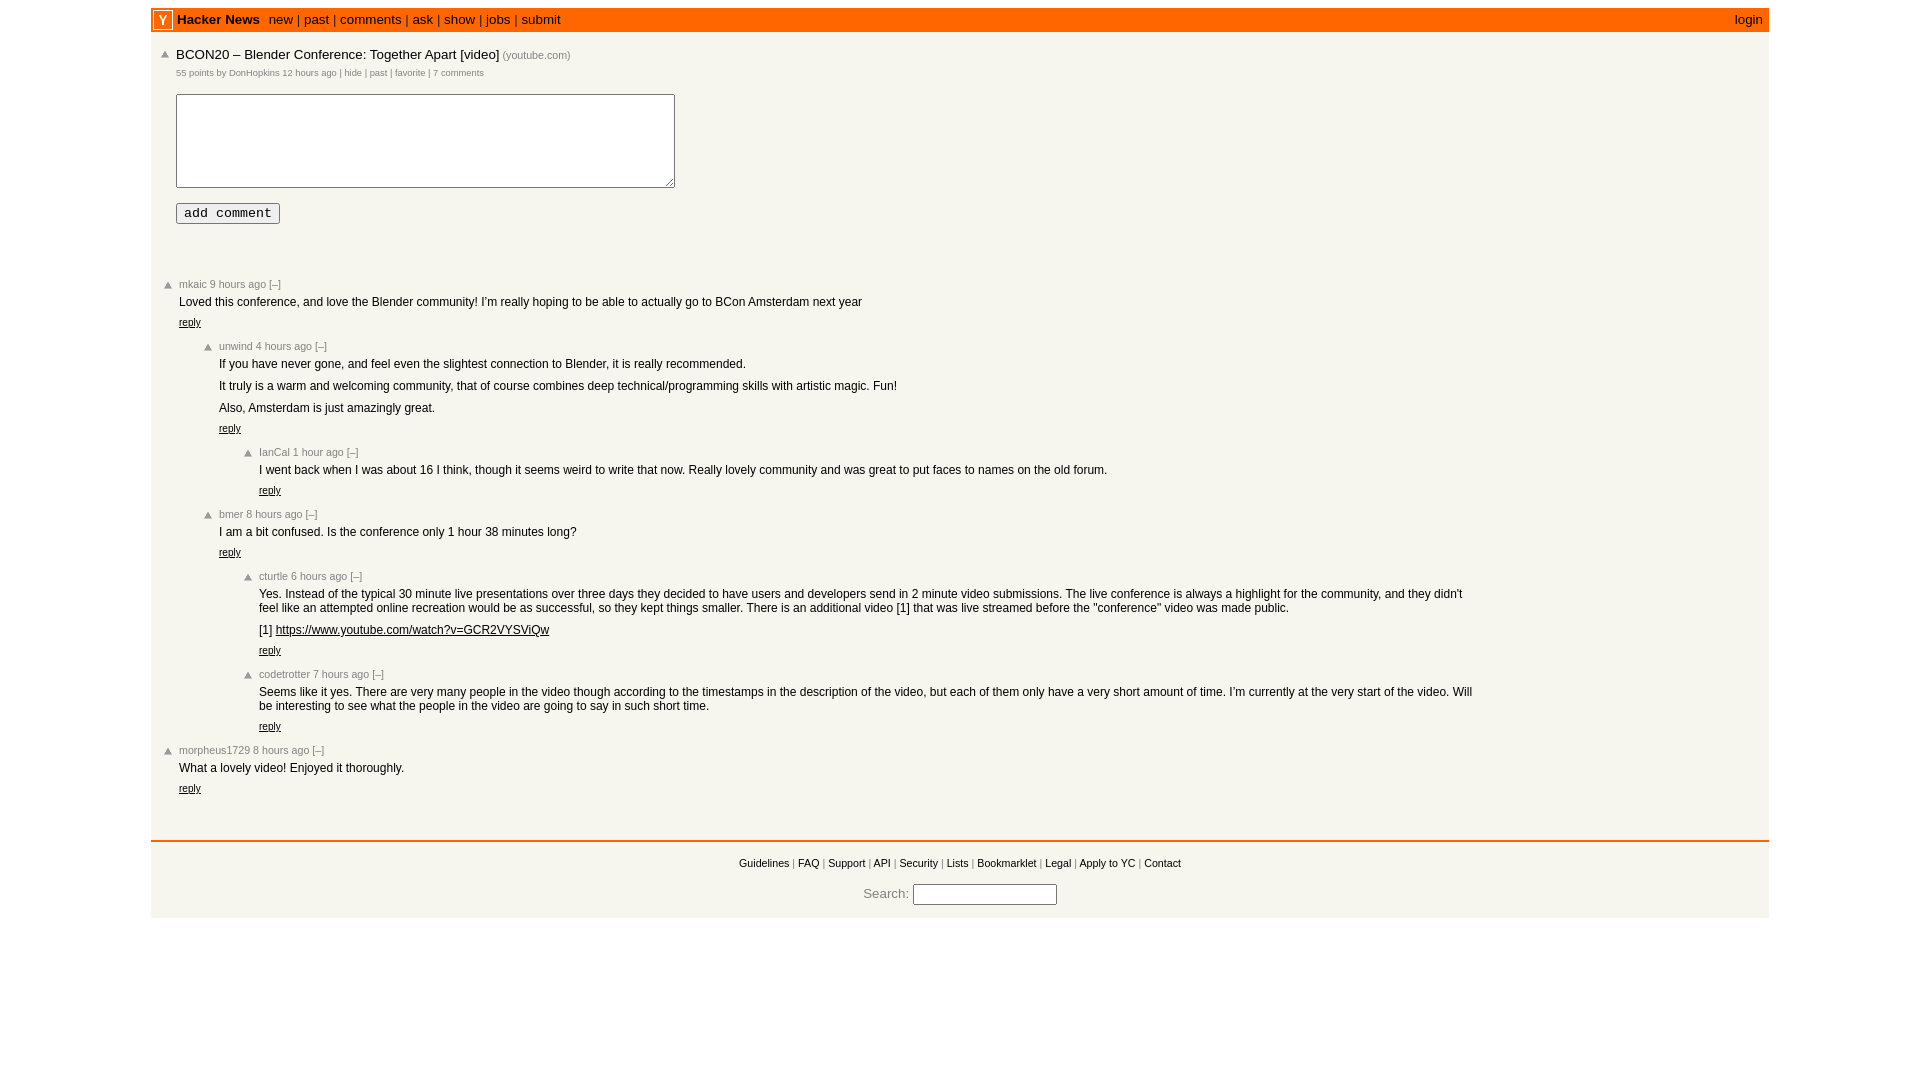 Y Hacker News new | past | comments | ask | show | jobs | submit login
BCON20 – Blender Conference: Together Apart [video] (youtube.com)
55 points by DonHopkins 12 hours ago | hide | past | favorite | 7 comments
add comment
mkaic 9 hours ago [–]
Loved this conference, and love the Blender community! I’m really hoping to be able to actually go to BCon Amsterdam next year
reply
unwind 4 hours ago [–]
If you have never gone, and feel even the slightest connection to Blender, it is really recommended.
It truly is a warm and welcoming community, that of course combines deep technical/programming skills with artistic magic. Fun!
Also, Amsterdam is just amazingly great.
reply
IanCal 1 hour ago [–]
I went back when I was about 16 I think, though it seems weird to write that now. Really lovely community and was great to put faces to names on the old forum.
reply
bmer 8 hours ago [–]
I am a bit confused. Is the conference only 1 hour 38 minutes long?
reply
cturtle 6 hours ago [–]
Yes. Instead of the typical 30 minute live presentations over three days they decided to have users and developers send in 2 minute video submissions. The live conference is always a highlight for the community, and they didn't
feel like an attempted online recreation would be as successful, so they kept things smaller. There is an additional video [1] that was live streamed before the "conference" video was made public.
[1] https://www.youtube.com/watch?v=GCR2VYSViQw
reply
codetrotter 7 hours ago [–]
Seems like it yes. There are very many people in the video though according to the timestamps in the description of the video, but each of them only have a very short amount of time. I’m currently at the very start of the video. Will
be interesting to see what the people in the video are going to say in such short time.
reply
morpheus1729 8 hours ago [–]
What a lovely video! Enjoyed it thoroughly.
reply
Guidelines | FAQ | Support | API | Security | Lists | Bookmarklet | Legal | Apply to YC | Contact
Search: